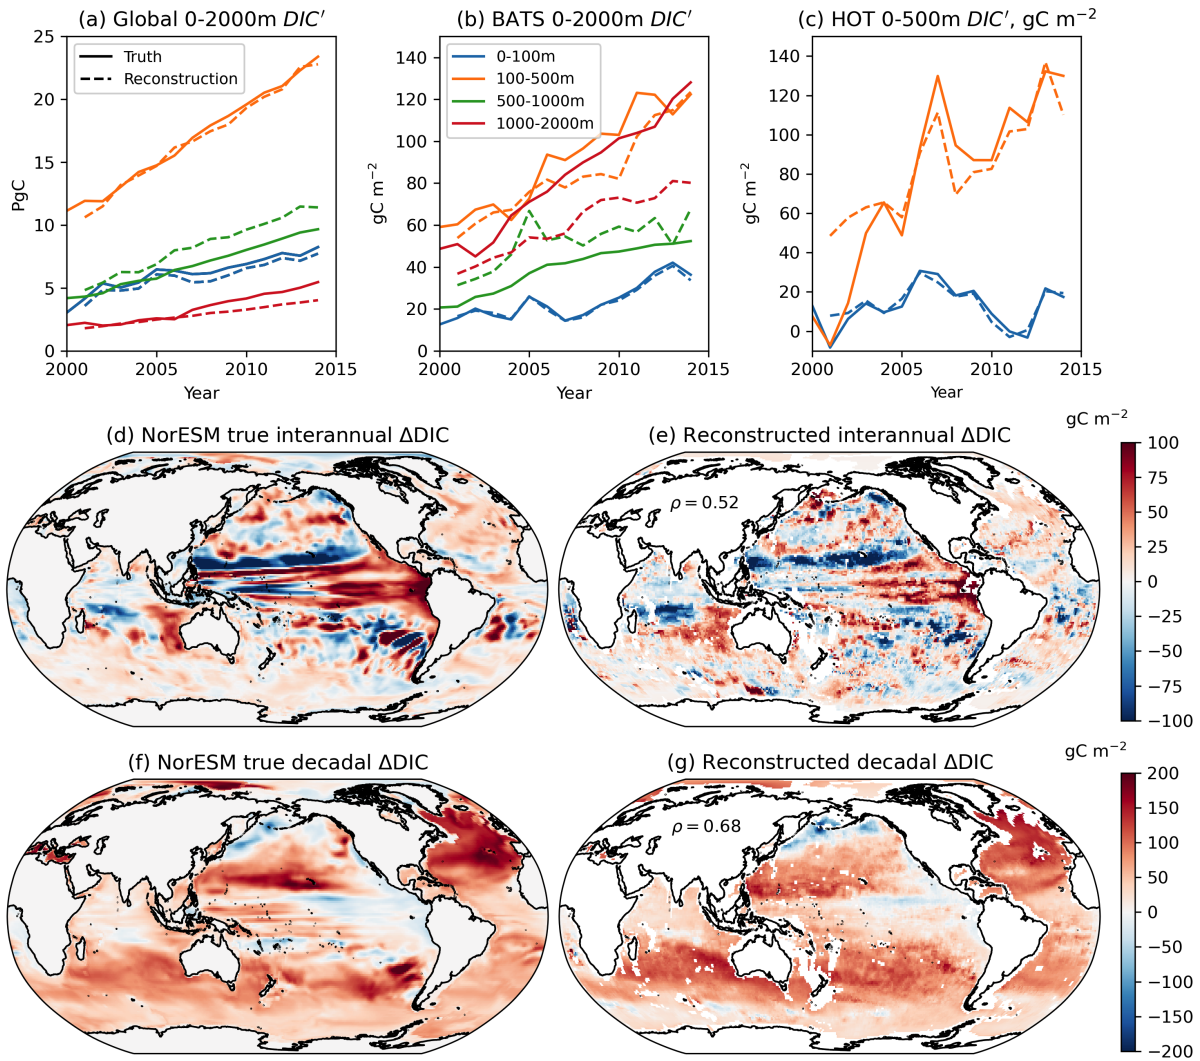 (a) Global 0-2000m DIC′
(b) BATS 0-2000m DIC′
(c) HOT 0-500m DIC′, gC m−2
Truth
Reconstruction
PgC
25
20
15
10
5
0
2000 2005 2010 2015
Year
0-100m
100-500m
500-1000m
1000-2000m
gC m−2
140
120
100
80
60
40
20
0
2000 2005 2010 2015
Year
gC m−2
140
120
100
80
60
40
20
0
2000 2005 2010 2015
Year
(d) NorESM true interannual ΔDIC
(e) Reconstructed interannual ΔDIC
ρ = 0.52
gC m−2
100
75
50
25
0
−25
−50
−75
−100
(f) NorESM true decadal ΔDIC
(g) Reconstructed decadal ΔDIC
ρ = 0.68
gC m−2
200
150
100
50
0
−50
−100
−150
−200